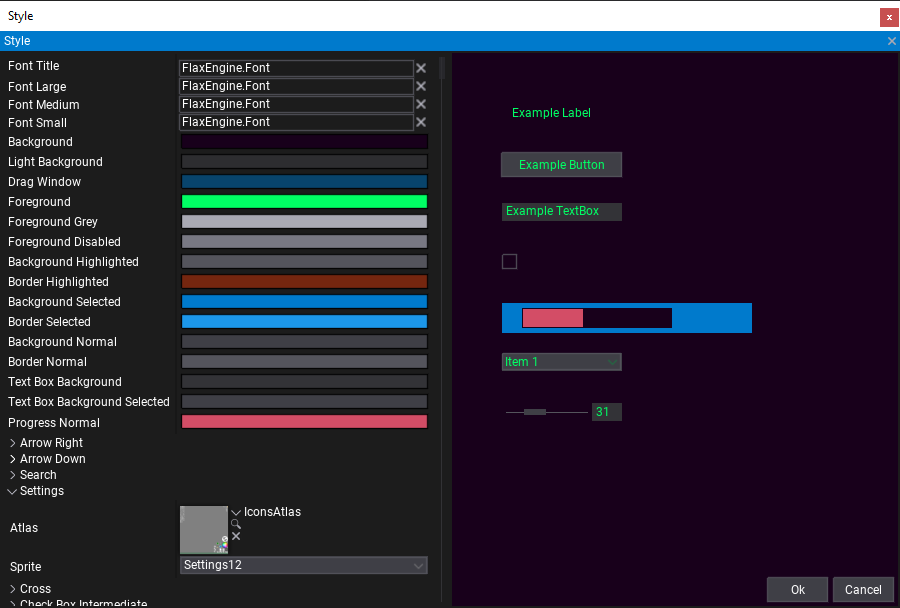 Style
Style
Font Title FlaxEngine.Font
Font Large FlaxEngine.Font
Font Medium FlaxEngine.Font
Font Small FlaxEngine.Font
Background
Light Background
Drag Window
Foreground
Foreground Grey
Foreground Disabled
Background Highlighted
Border Highlighted
Background Selected
Border Selected
Background Normal
Border Normal
Text Box Background
Text Box Background Selected
Progress Normal
Arrow Right
Arrow Down
Search
Settings
Atlas IconsAtlas
Sprite Settings12
Cross
Check Box Intermediate
Example Label
Example Button
Example TextBox
Item 1
31
Ok Cancel